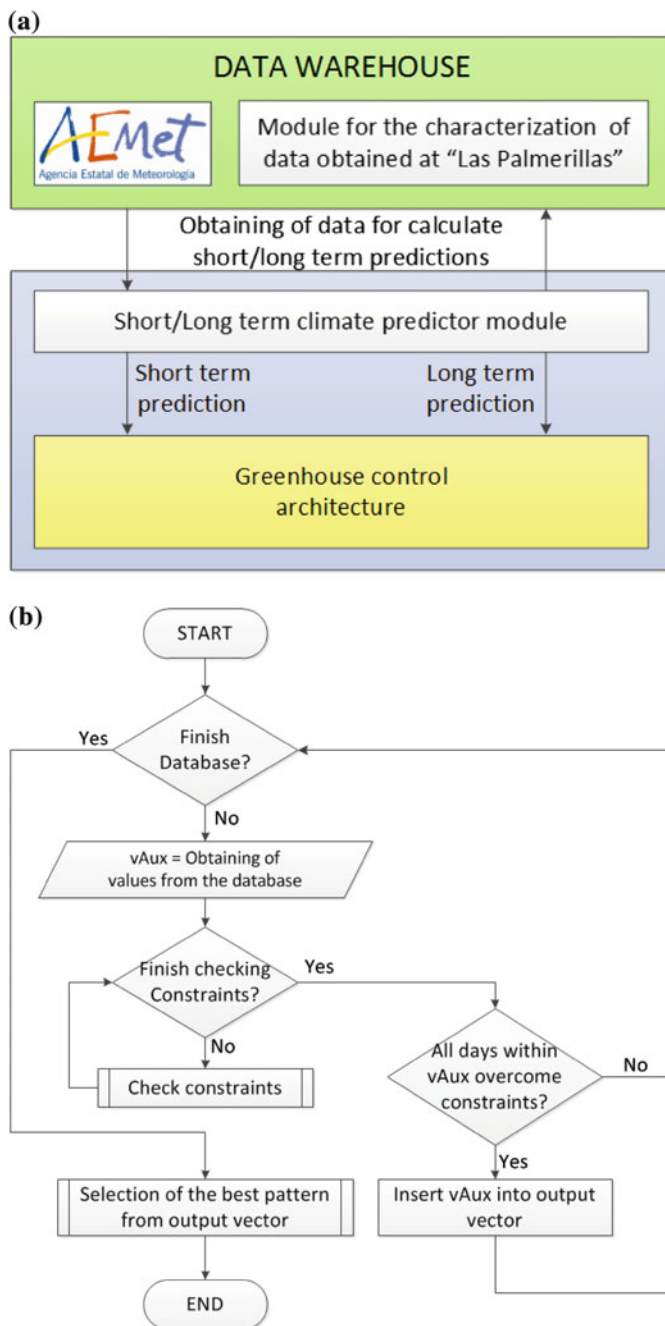 (a)
DATA WAREHOUSE
AEMet
Agencia Estatal de Meteorología
Module for the characterization of
data obtained at “Las Palmerillas”
Obtaining of data for calculate
short/long term predictions
Short/Long term climate predictor module
Short term
prediction
Long term
prediction
Greenhouse control
architecture
(b)
START
Finish
Database?
Yes
No
vAux = Obtaining of
values from the database
Finish checking
Constraints?
Yes
No
Check constraints
All days within
vAux overcome
constraints?
No
Yes
Selection of the best pattern
from output vector
Insert vAux into output
vector
END